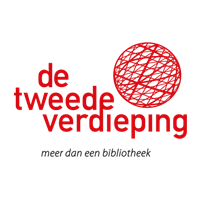 de
tweede
verdieping
meer dan een bibliotheek